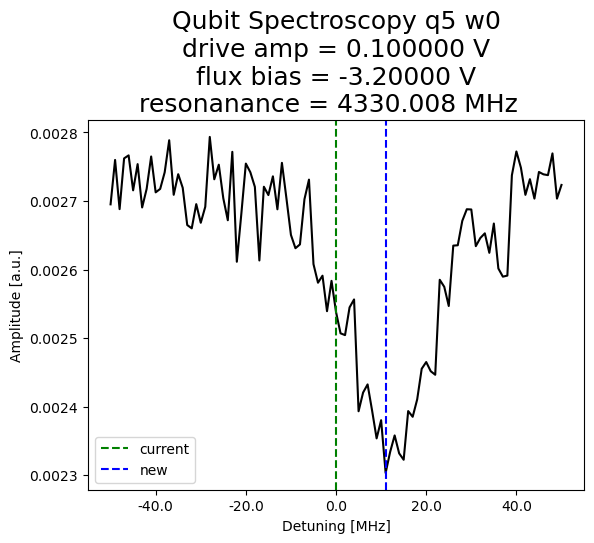 Qubit Spectroscopy q5 w0
drive amp = 0.100000 V
flux bias = -3.20000 V
resonanance = 4330.008 MHz
0.0028
0.0027
0.0026
0.0025
0.0024
0.0023
Amplitude [a.u.]
current
new
-40.0 -20.0 0.0 20.0 40.0
Detuning [MHz]